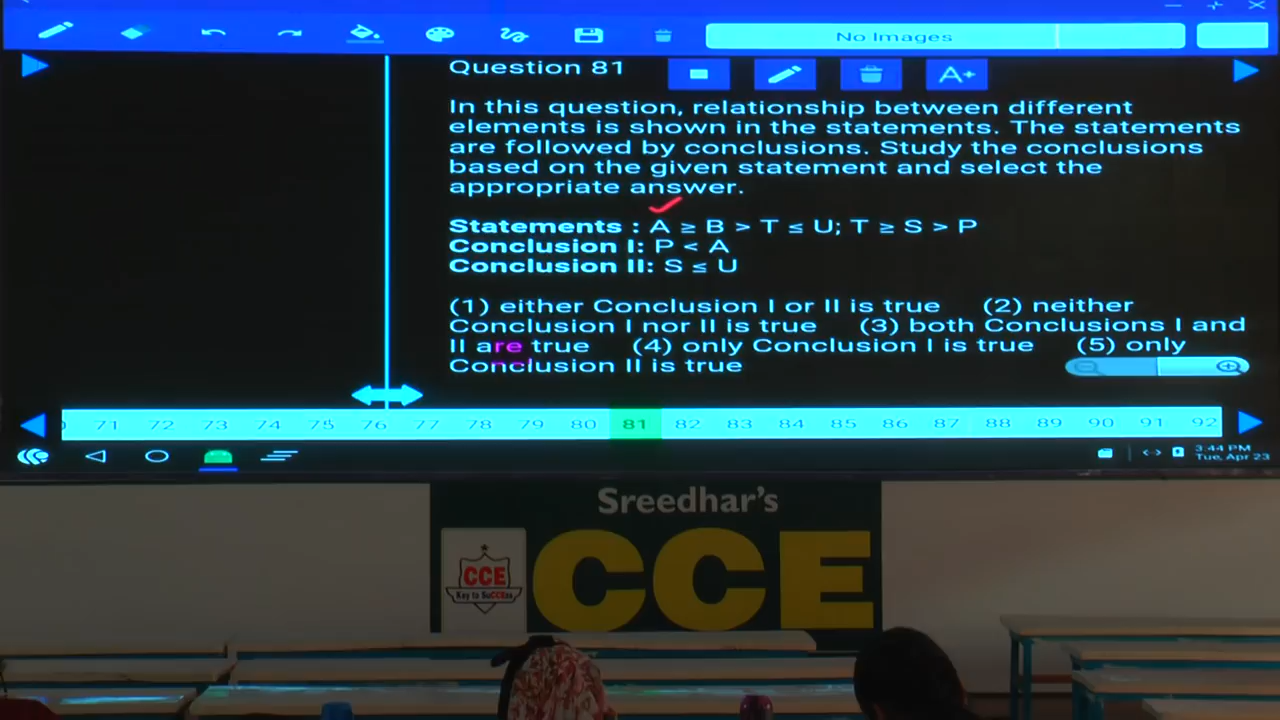 No Images
Question 81
A+
In this question, relationship between different
elements is shown in the statements. The statements
are followed by conclusions. Study the conclusions
based on the given statement and select the
appropriate answer.
Statements : A ≥ B > T ≤ U; T ≥ S > P
Conclusion I: P < A
Conclusion II: S ≤ U
(1) either Conclusion I or II is true (2) neither
Conclusion I nor II is true (3) both Conclusions I and
II are true (4) only Conclusion I is true (5) only
Conclusion II is true
71 72 73 74 75 76 77 78 79 80 81 82 83 84 85 86 87 88 89 90 91 92
3:44 PM
Tue, Apr 23
Sreedhar's
CCE
CCE
Key to SuCCEss